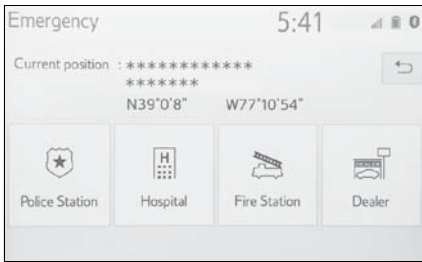 Emergency 5:41
Current position : ************
*******
N39°0'8" W77°10'54"
H
Police Station Hospital Fire Station Dealer